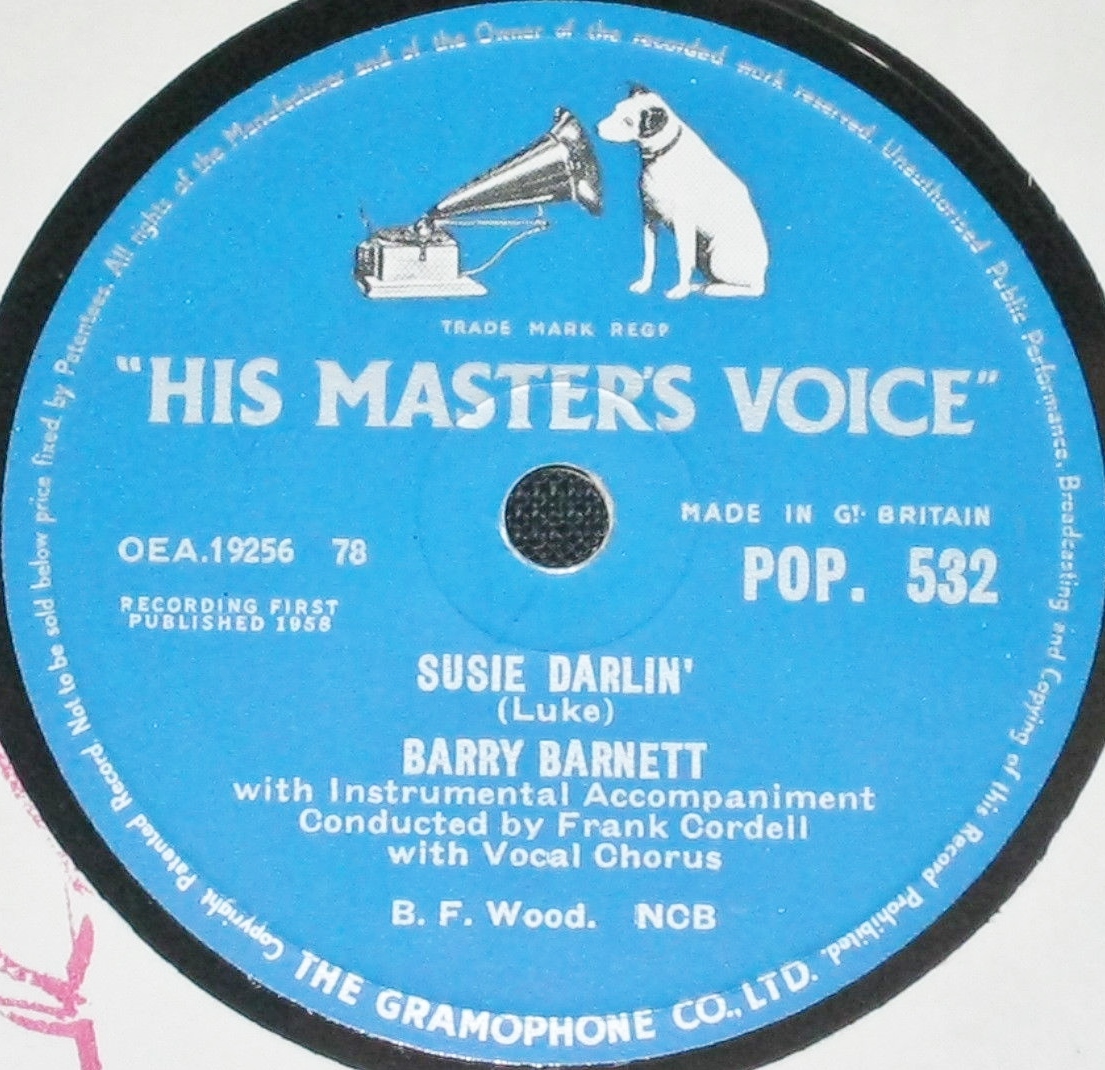 TRADE MARK REGD
"HIS MASTER'S VOICE"
MADE IN GT. BRITAIN
OEA.19256 78
POP. 532
RECORDING FIRST
PUBLISHED 1958
SUSIE DARLIN'
(Luke)
BARRY BARNETT
with Instrumental Accompaniment
Conducted by Frank Cordell
with Vocal Chorus
B. F. Wood. NCB
THE GRAMOPHONE CO., LTD.
All rights of the Manufacturer and of the Owner of the recorded work reserved. Unauthorised Public Performance, Broadcasting and Copying of this Record Prohibited.
Copyright Patented Record Not to be sold below price fixed by Patentees.